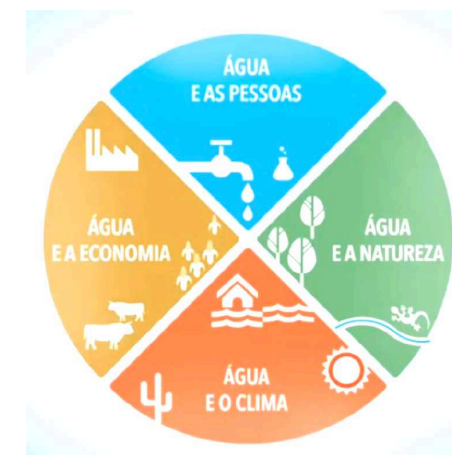 ÁGUA
E AS PESSOAS
ÁGUA
E A ECONOMIA
ÁGUA
E A NATUREZA
ÁGUA
E O CLIMA